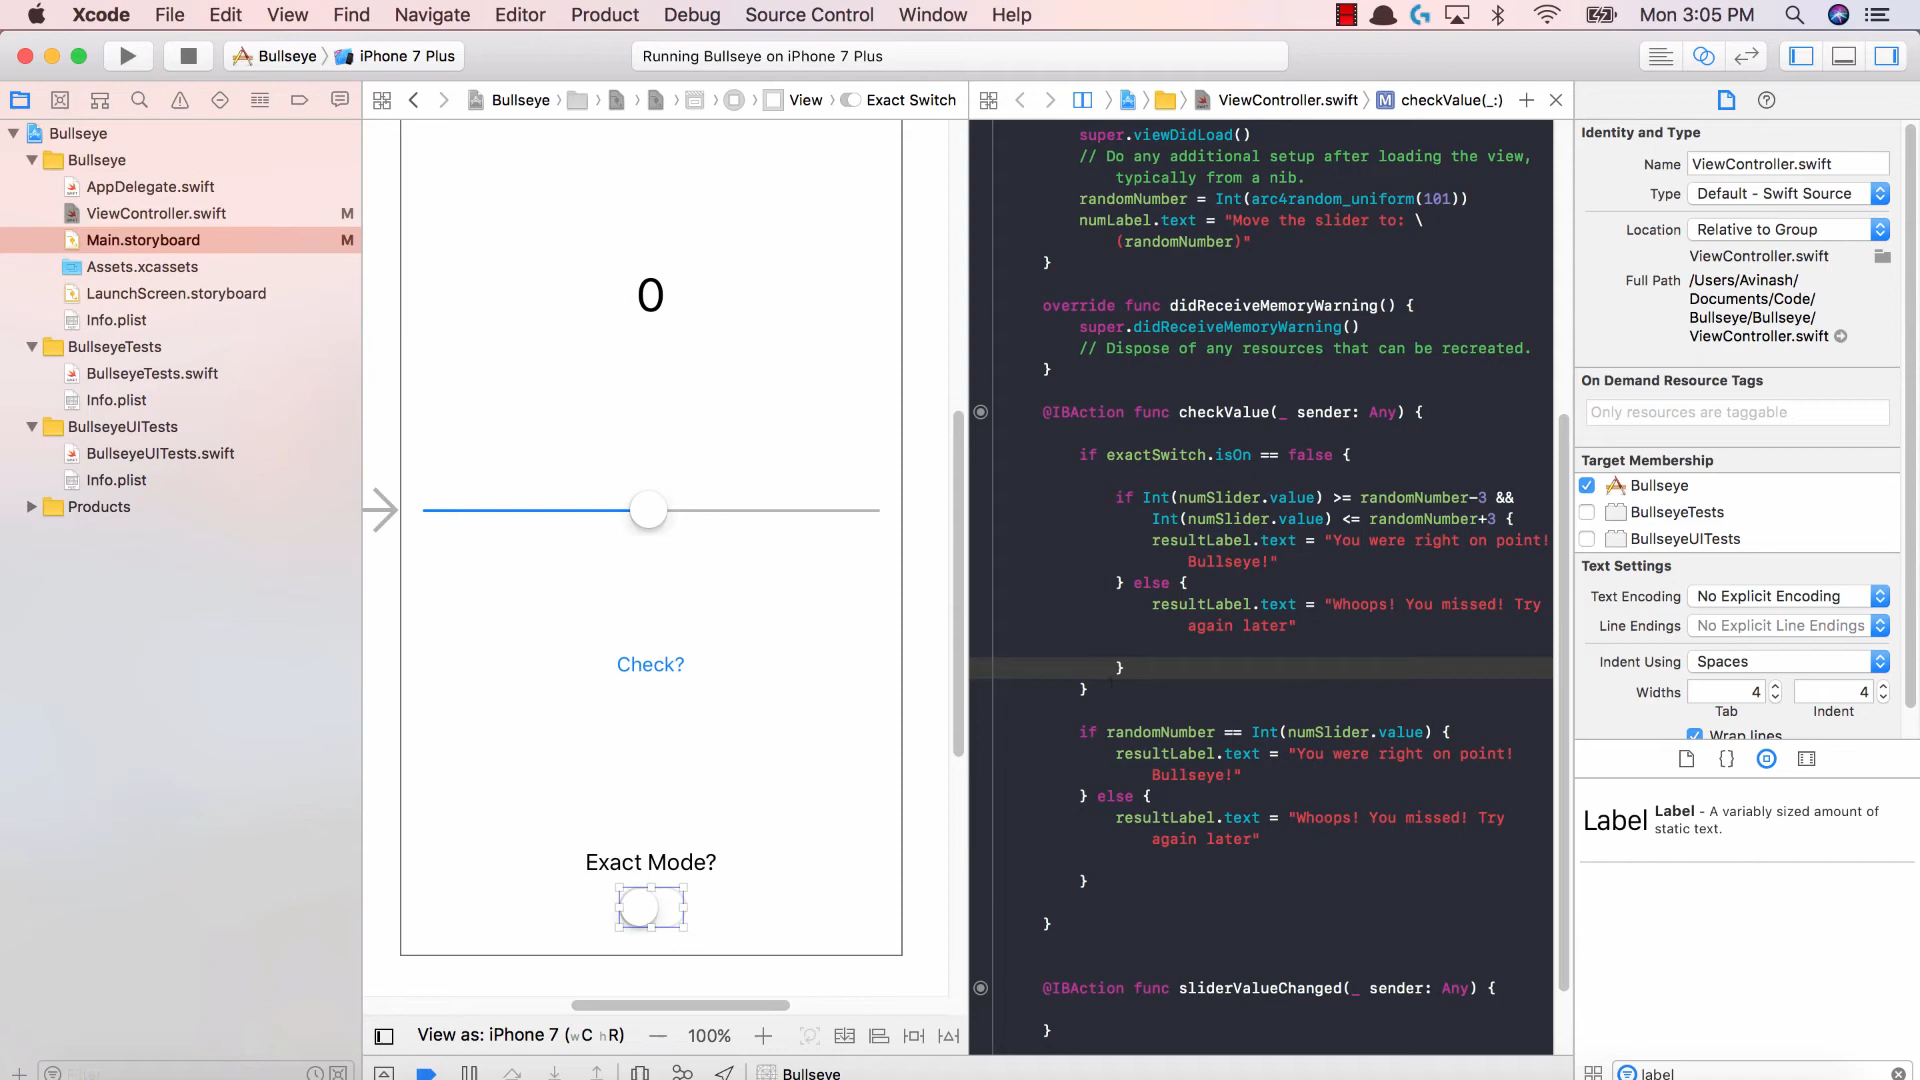 Xcode File Edit View Find Navigate Editor Product Debug Source Control Window Help Mon 3:05 PM
Bullseye iPhone 7 Plus Running Bullseye on iPhone 7 Plus
Bullseye View Exact Switch ViewController.swift M checkValue(_:)
Bullseye
Bullseye
AppDelegate.swift
ViewController.swift M
Main.storyboard M
Assets.xcassets
LaunchScreen.storyboard
Info.plist
BullseyeTests
BullseyeTests.swift
Info.plist
BullseyeUITests
BullseyeUITests.swift
Info.plist
Products
0
Check?
Exact Mode?
View as: iPhone 7 (wC hR) 100%
super.viewDidLoad()
// Do any additional setup after loading the view,
typically from a nib.
randomNumber = Int(arc4random_uniform(101))
numLabel.text = "Move the slider to: \
(randomNumber)"
}
override func didReceiveMemoryWarning() {
super.didReceiveMemoryWarning()
// Dispose of any resources that can be recreated.
}
@IBAction func checkValue(_ sender: Any) {
if exactSwitch.isOn == false {
if Int(numSlider.value) >= randomNumber-3 &&
Int(numSlider.value) <= randomNumber+3 {
resultLabel.text = "You were right on point!
Bullseye!"
} else {
resultLabel.text = "Whoops! You missed! Try
again later"
}
}
if randomNumber == Int(numSlider.value) {
resultLabel.text = "You were right on point!
Bullseye!"
} else {
resultLabel.text = "Whoops! You missed! Try
again later"
}
}
@IBAction func sliderValueChanged(_ sender: Any) {
}
Identity and Type
Name ViewController.swift
Type Default - Swift Source
Location Relative to Group
ViewController.swift
Full Path /Users/Avinash/
Documents/Code/
Bullseye/Bullseye/
ViewController.swift
On Demand Resource Tags
Only resources are taggable
Target Membership
Bullseye
BullseyeTests
BullseyeUITests
Text Settings
Text Encoding No Explicit Encoding
Line Endings No Explicit Line Endings
Indent Using Spaces
Widths 4 4
Tab Indent
Wrap lines
{}
Label Label - A variably sized amount of
static text.
Filter
Bullseye
label